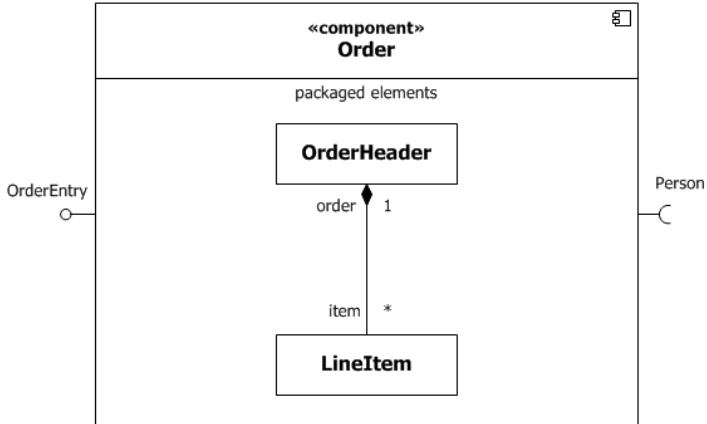 «component»
Order
packaged elements
OrderHeader
OrderEntry
Person
order 1
item *
LineItem